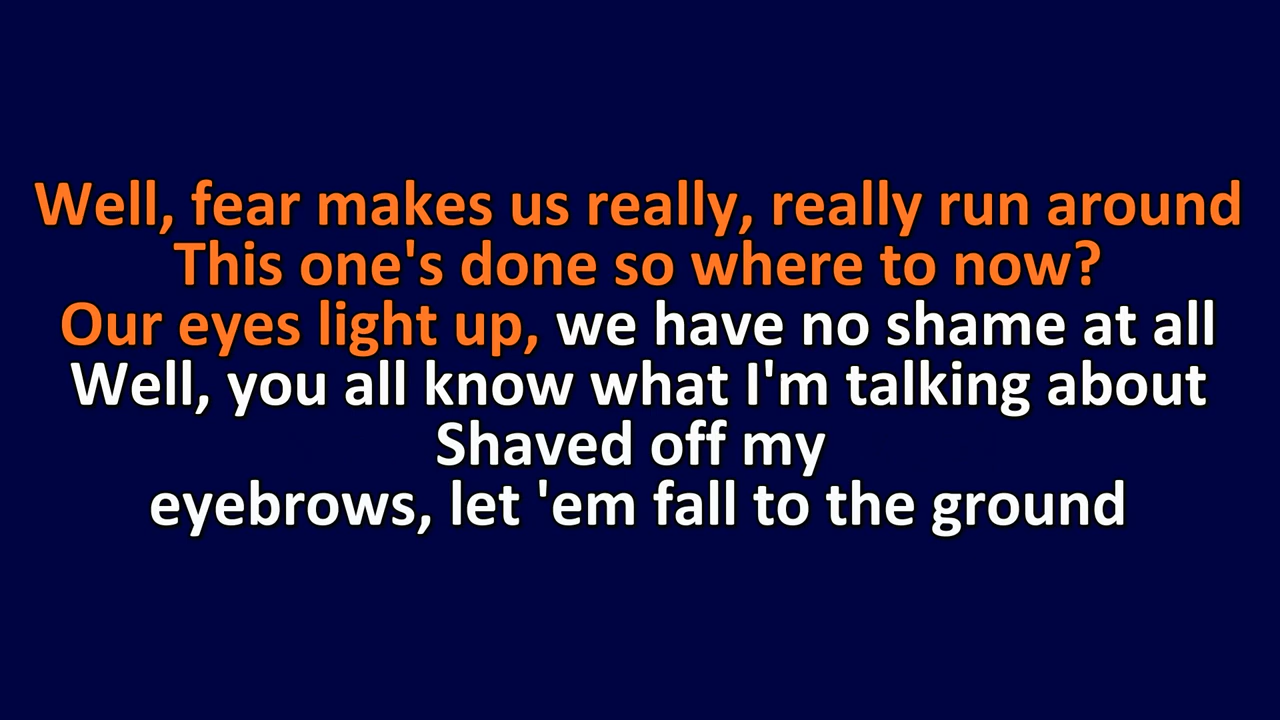 Well, fear makes us really, really run around
This one's done so where to now?
Our eyes light up, we have no shame at all
Well, you all know what I'm talking about
Shaved off my
eyebrows, let 'em fall to the ground